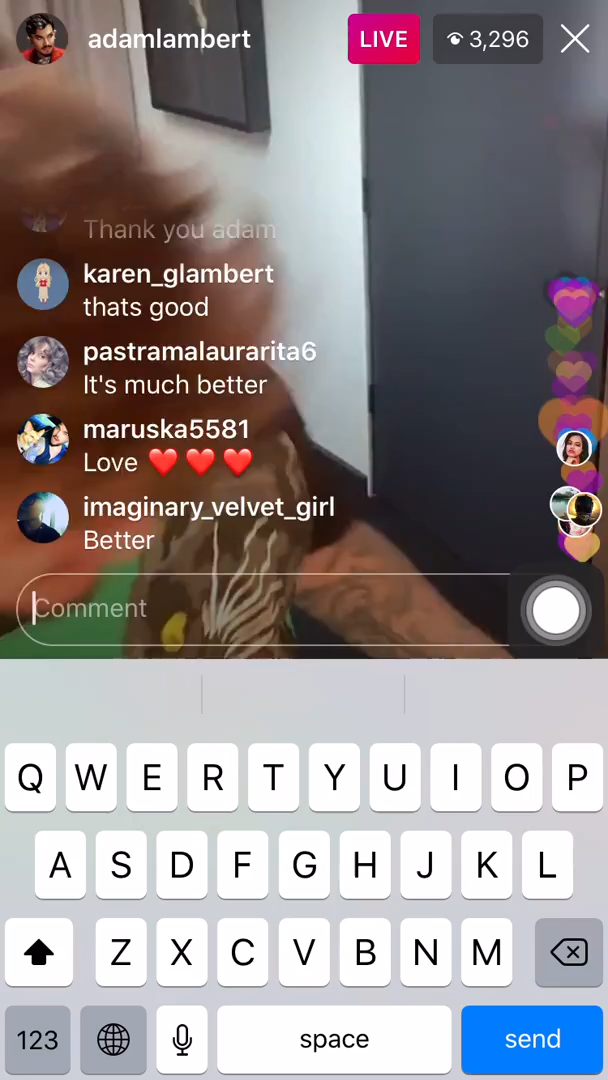 adamlambert
LIVE
3,296
Thank you adam
karen_glambert
thats good
pastramalaurarita6
It's much better
maruska5581
Love ❤️ ❤️ ❤️
imaginary_velvet_girl
Better
Comment
Q W E R T Y U I O P
A S D F G H J K L
Z X C V B N M
123 space send